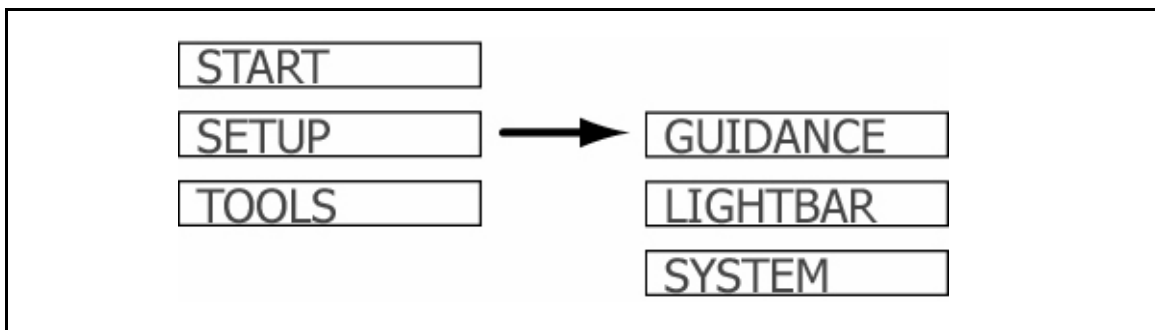 START
SETUP
TOOLS
GUIDANCE
LIGHTBAR
SYSTEM